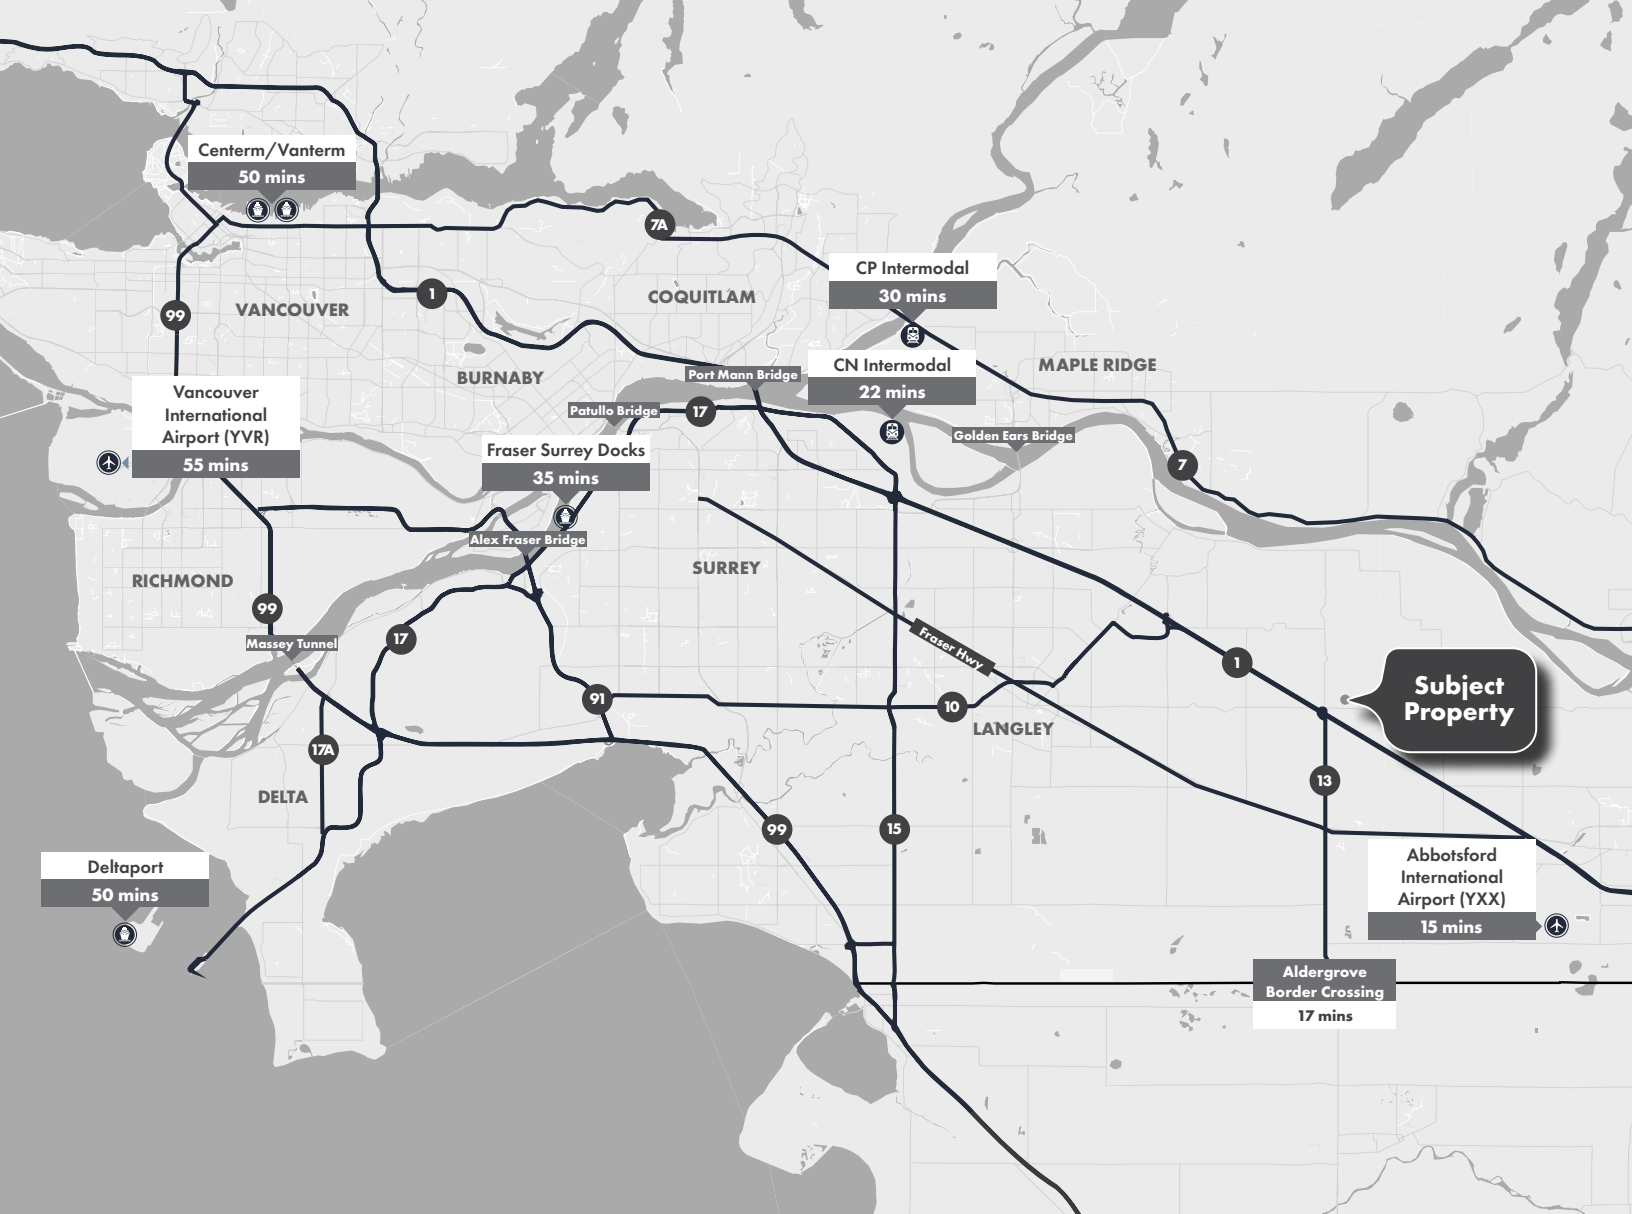 Centerm/Vanterm
50 mins
7A
CP Intermodal
30 mins
1
COQUITLAM
99
VANCOUVER
CN Intermodal
22 mins
MAPLE RIDGE
BURNABY
Port Mann Bridge
Vancouver
International
Airport (YVR)
55 mins
Patullo Bridge
17
Golden Ears Bridge
Fraser Surrey Docks
35 mins
7
Alex Fraser Bridge
SURREY
RICHMOND
99
Massey Tunnel
17
Fraser Hwy
1
Subject
Property
91
10
LANGLEY
17A
13
DELTA
99
15
Deltaport
50 mins
Abbotsford
International
Airport (YXX)
15 mins
Aldergrove
Border Crossing
17 mins